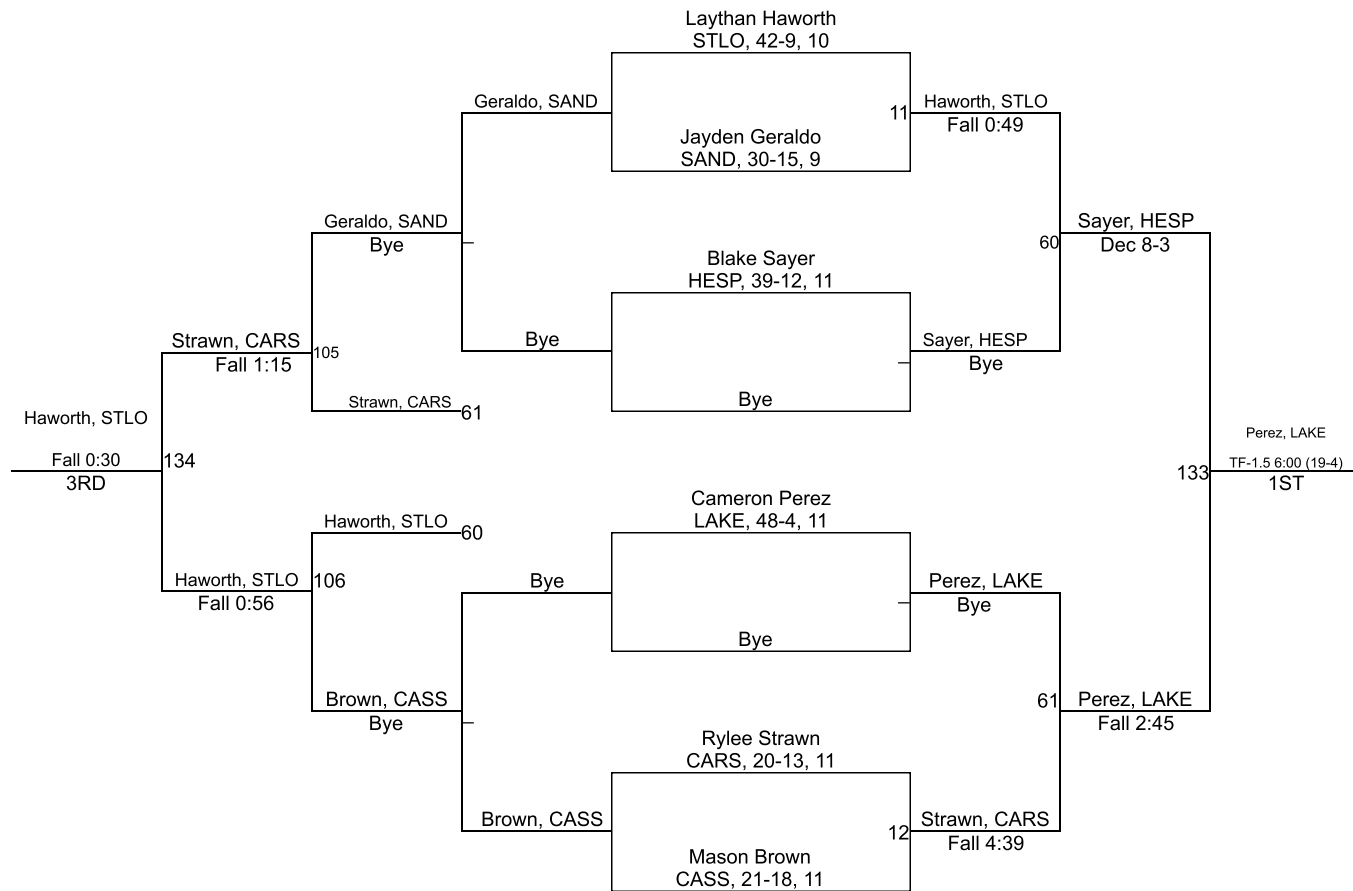 Laythan Haworth
STLO, 42-9, 10
Geraldo, SAND
11
Haworth, STLO
Fall 0:49
Jayden Geraldo
SAND, 30-15, 9
Geraldo, SAND
Bye
Sayer, HESP
60
Dec 8-3
Blake Sayer
HESP, 39-12, 11
Strawn, CARS
105
Fall 1:15
Bye
Sayer, HESP
Bye
Strawn, CARS
61
Bye
Haworth, STLO
Fall 0:30
134
3RD
Perez, LAKE
TF-1.5 6:00 (19-4)
133
1ST
Cameron Perez
LAKE, 48-4, 11
Haworth, STLO
60
Haworth, STLO
106
Fall 0:56
Bye
Perez, LAKE
Bye
Bye
Brown, CASS
Bye
61
Perez, LAKE
Fall 2:45
Rylee Strawn
CARS, 20-13, 11
Brown, CASS
12
Strawn, CARS
Fall 4:39
Mason Brown
CASS, 21-18, 11